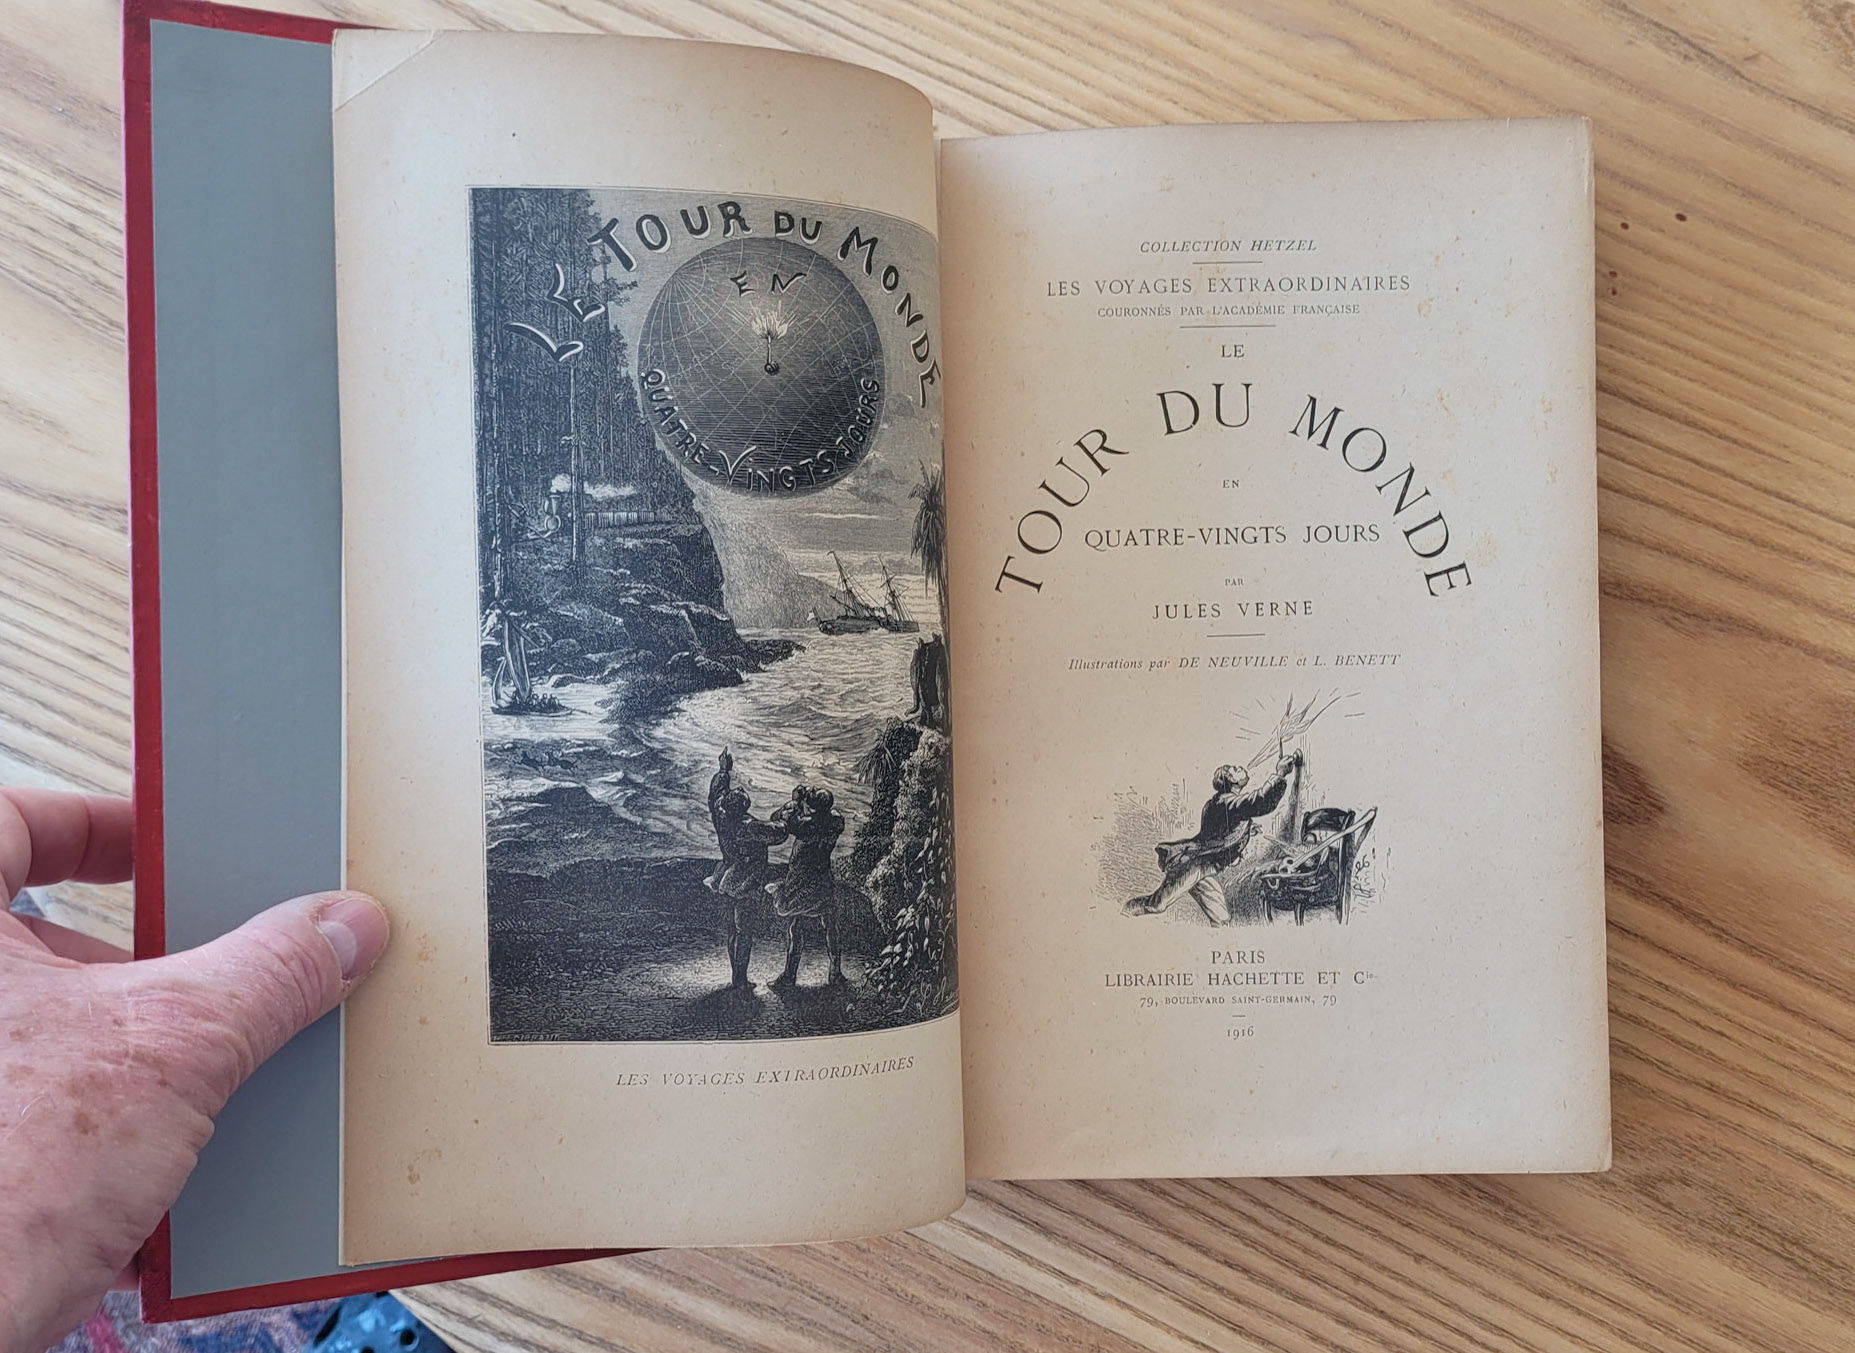 LE TOUR DU MONDE
EN
QUATRE-VINGTS JOURS
LES VOYAGES EXTRAORDINAIRES
COLLECTION HETZEL
LES VOYAGES EXTRAORDINAIRES
COURONNÉS PAR L'ACADÉMIE FRANÇAISE
LE
TOUR DU MONDE
EN
QUATRE-VINGTS JOURS
PAR
JULES VERNE
Illustrations par DE NEUVILLE et L. BENETT
PARIS
LIBRAIRIE HACHETTE ET Cie
79, BOULEVARD SAINT-GERMAIN, 79
1916